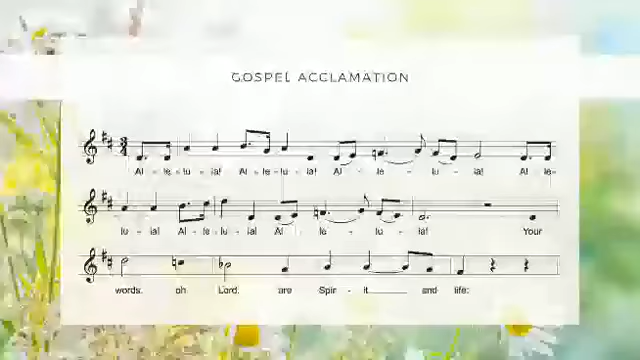 GOSPEL ACCLAMATION
Al - le - lu - ia! Al - le - lu - ia! Al - le - lu - ia! Al le-
lu - ia! Al - le - lu - ia! Al - le - lu - ia! Your
words, oh Lord, are Spir - it and life;